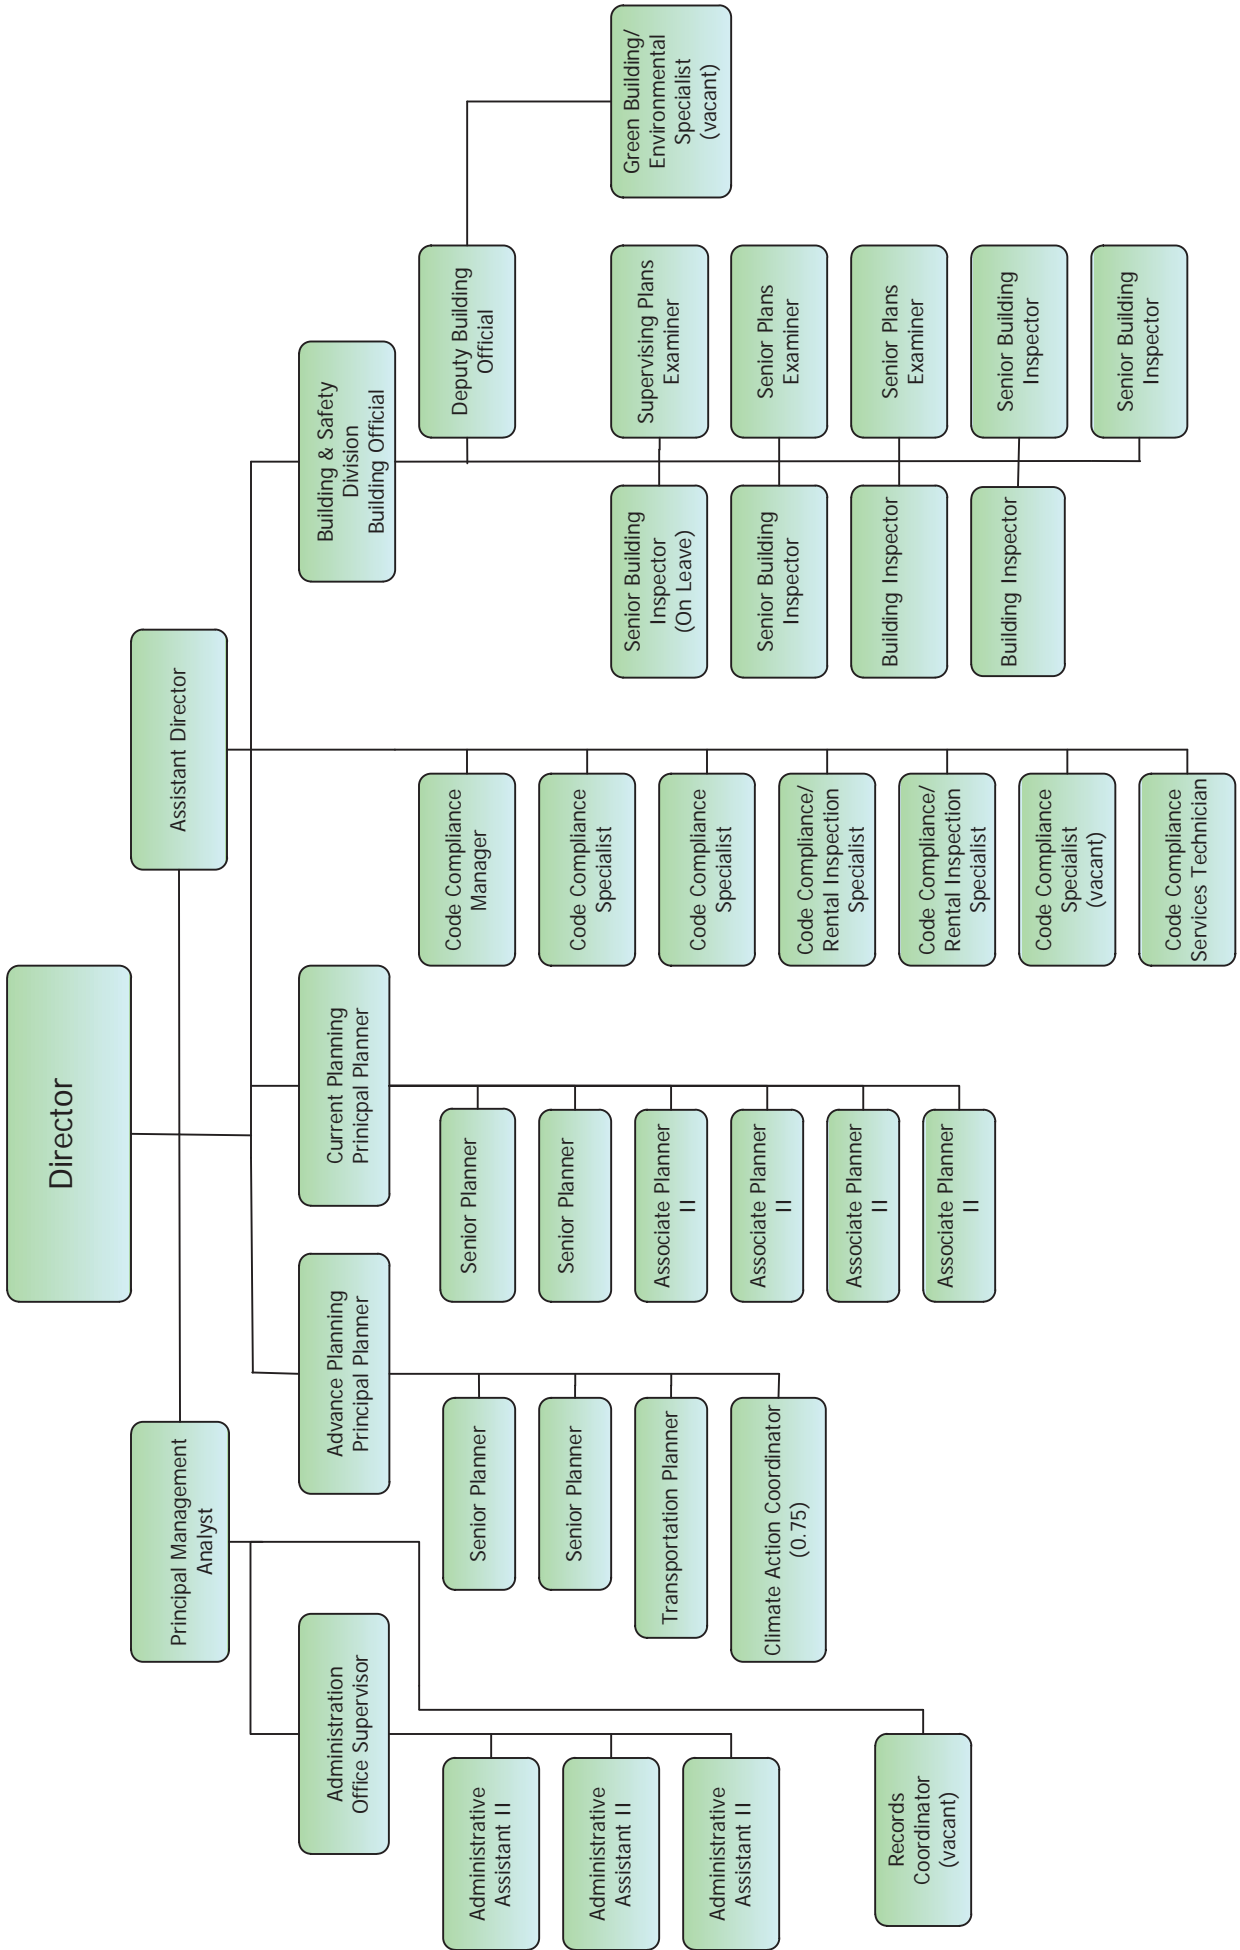 Director
Principal Management
Analyst
Assistant Director
Administration
Office Supervisor
Advance Planning
Principal Planner
Current Planning
Prinicpal Planner
Building & Safety
Division
Building Official
Administrative
Assistant II
Administrative
Assistant II
Administrative
Assistant II
Records
Coordinator
(vacant)
Senior Planner
Senior Planner
Transportation Planner
Climate Action Coordinator
(0.75)
Senior Planner
Senior Planner
Associate Planner
II
Associate Planner
II
Associate Planner
II
Associate Planner
II
Code Compliance
Manager
Code Compliance
Specialist
Code Compliance
Specialist
Code Compliance/
Rental Inspection
Specialist
Code Compliance/
Rental Inspection
Specialist
Code Compliance
Specialist
(vacant)
Code Compliance
Services Technician
Deputy Building
Official
Green Building/
Environmental
Specialist
(vacant)
Senior Building
Inspector
(On Leave)
Supervising Plans
Examiner
Senior Building
Inspector
Senior Plans
Examiner
Building Inspector
Senior Plans
Examiner
Building Inspector
Senior Building
Inspector
Senior Building
Inspector